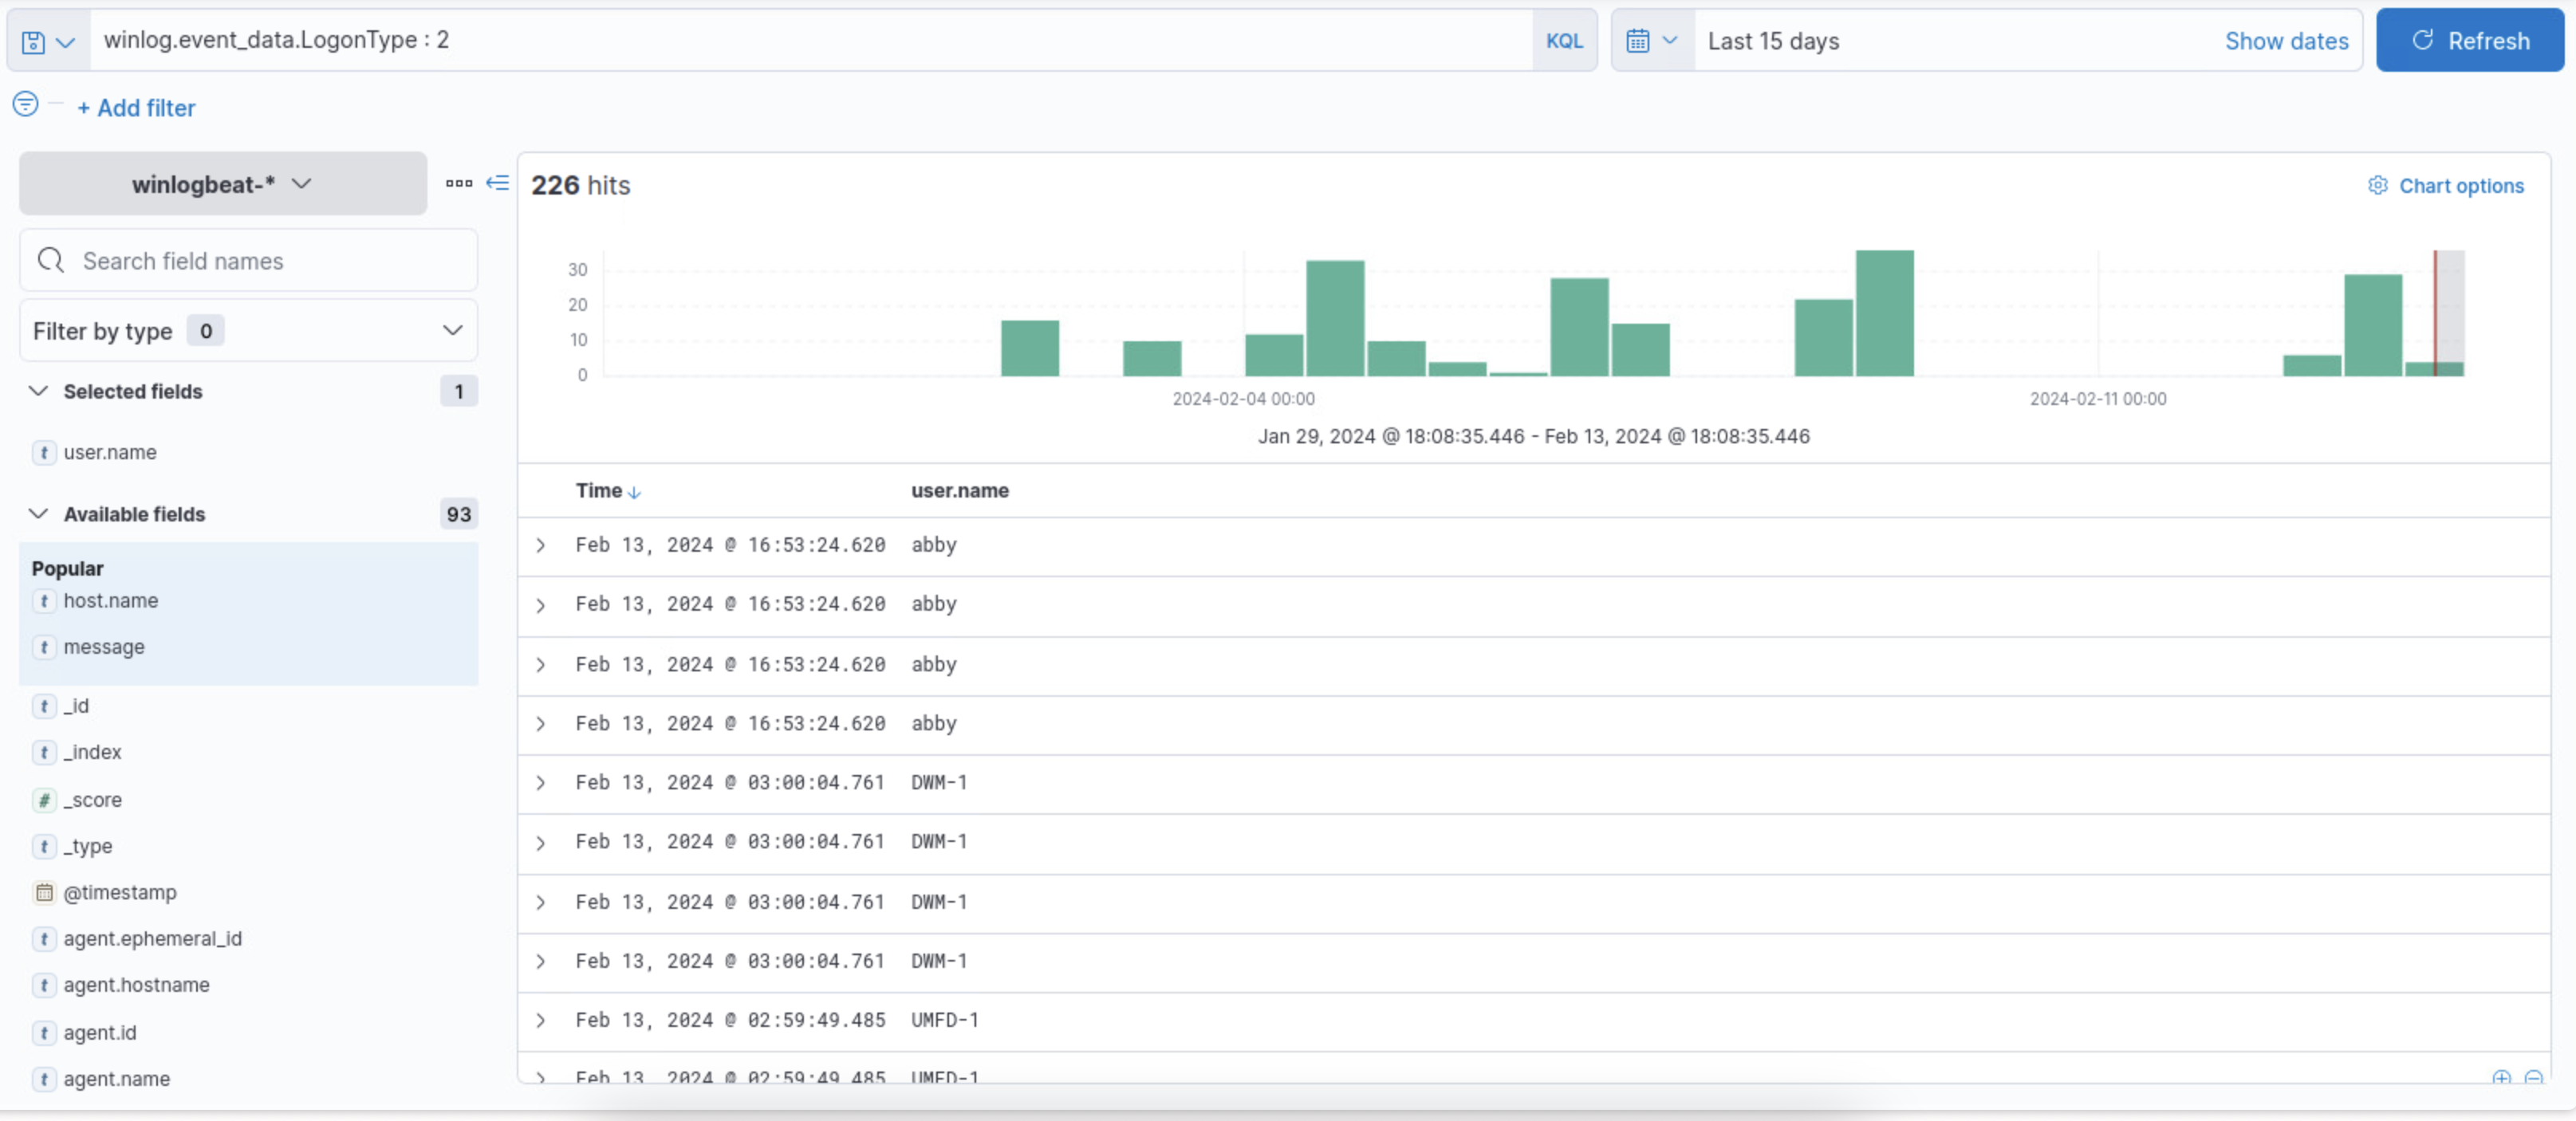 winlog.event_data.LogonType : 2
KQL
Last 15 days
Show dates
Refresh
+ Add filter
winlogbeat-*
Search field names
Filter by type 0
Selected fields 1
t user.name
Available fields 93
Popular
t host.name
t message
t _id
t _index
# _score
t _type
@timestamp
t agent.ephemeral_id
t agent.hostname
t agent.id
t agent.name
226 hits
Chart options
30
20
10
0
2024-02-04 00:00
2024-02-11 00:00
Jan 29, 2024 @ 18:08:35.446 - Feb 13, 2024 @ 18:08:35.446
Time user.name
Feb 13, 2024 @ 16:53:24.620 abby
Feb 13, 2024 @ 16:53:24.620 abby
Feb 13, 2024 @ 16:53:24.620 abby
Feb 13, 2024 @ 16:53:24.620 abby
Feb 13, 2024 @ 03:00:04.761 DWM-1
Feb 13, 2024 @ 03:00:04.761 DWM-1
Feb 13, 2024 @ 03:00:04.761 DWM-1
Feb 13, 2024 @ 03:00:04.761 DWM-1
Feb 13, 2024 @ 02:59:49.485 UMFD-1
Feb 13, 2024 @ 02:59:49.485 UMFD-1